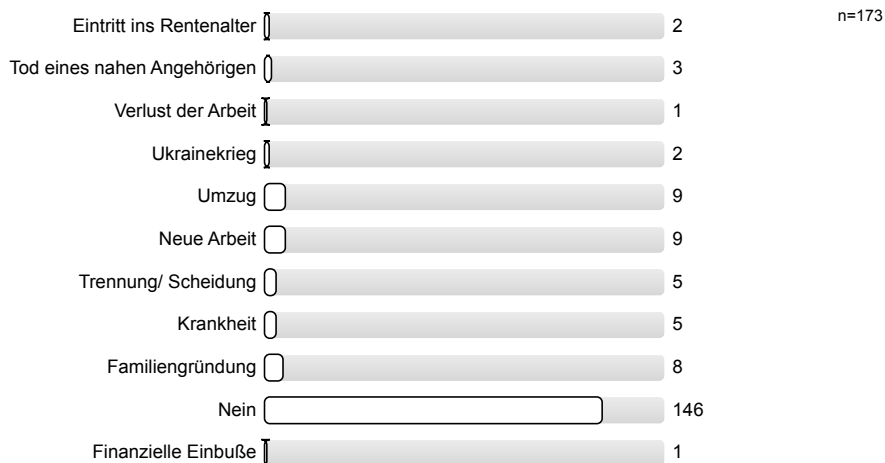 Eintritt ins Rentenalter 2 n=173
Tod eines nahen Angehörigen 3
Verlust der Arbeit 1
Ukrainekrieg 2
Umzug 9
Neue Arbeit 9
Trennung/ Scheidung 5
Krankheit 5
Familiengründung 8
Nein 146
Finanzielle Einbuße 1